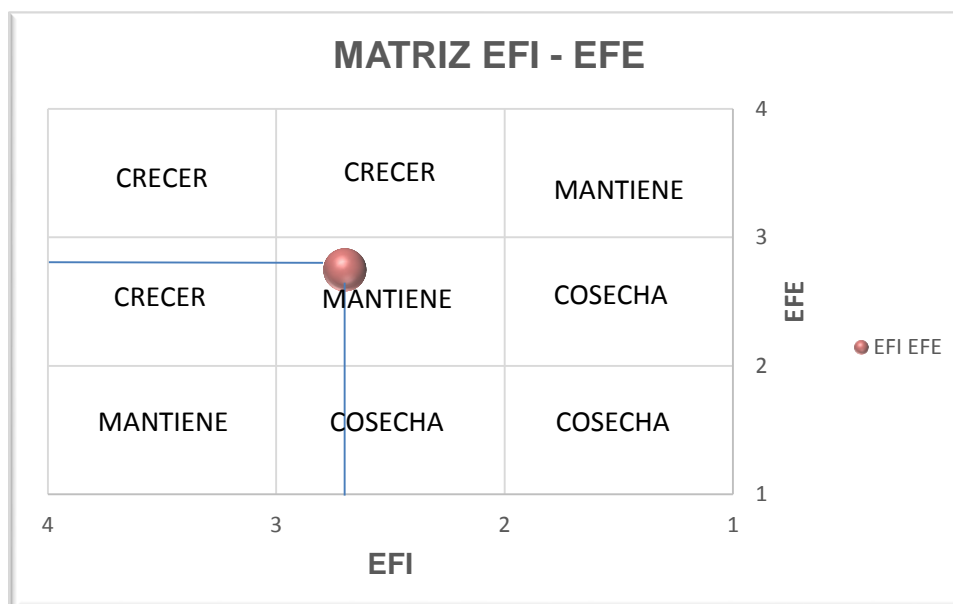 MATRIZ EFI - EFE
4
CRECER
CRECER
MANTIENE
3
CRECER
MANTIENE
COSECHA
EFE
EFI EFE
2
MANTIENE
COSECHA
COSECHA
1
4
3
2
1
EFI